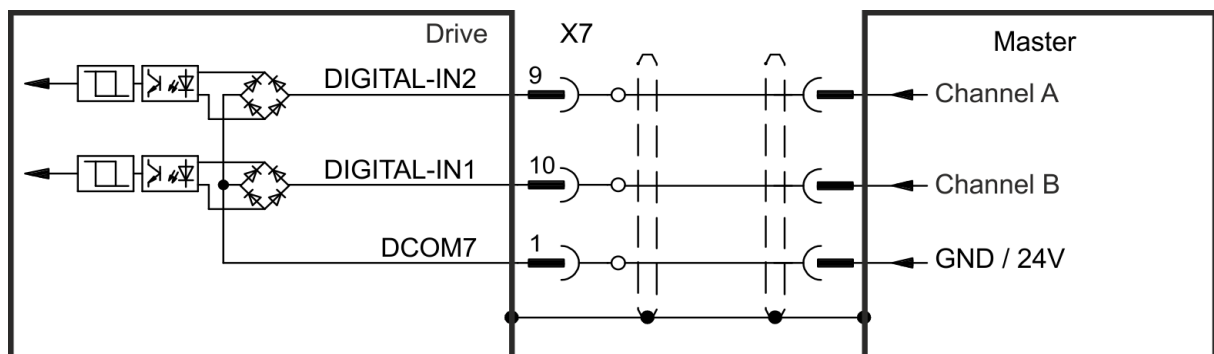 Drive
X7
Master
DIGITAL-IN2
9
Channel A
DIGITAL-IN1
10
Channel B
DCOM7
1
GND / 24V